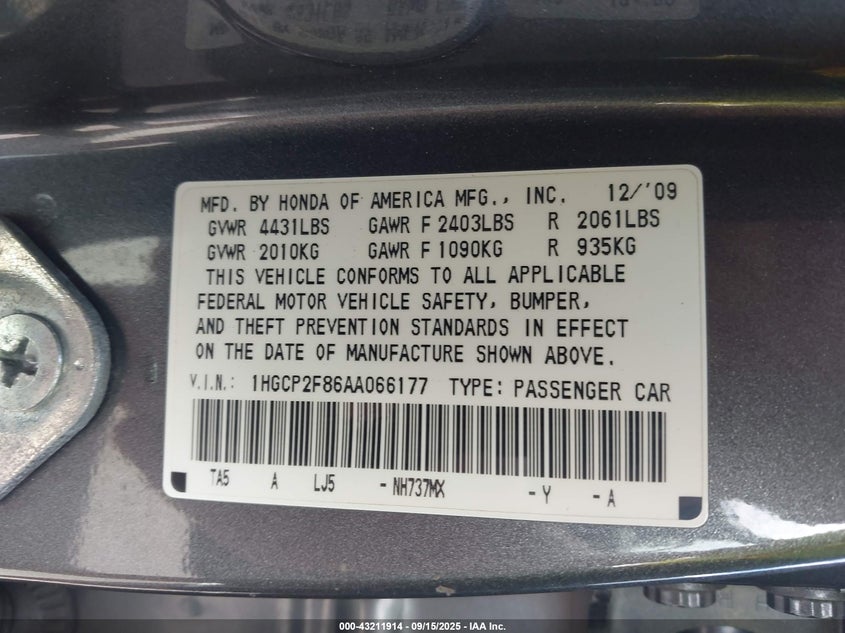 MFD. BY HONDA OF AMERICA MFG., INC. 12/'09
GVWR 4431LBS GAWR F 2403LBS R 2061LBS
GVWR 2010KG GAWR F 1090KG R 935KG
THIS VEHICLE CONFORMS TO ALL APPLICABLE
FEDERAL MOTOR VEHICLE SAFETY, BUMPER,
AND THEFT PREVENTION STANDARDS IN EFFECT
ON THE DATE OF MANUFACTURE SHOWN ABOVE.
V.I.N.: 1HGCP2F86AA066177 TYPE: PASSENGER CAR
TA5 A LJ5 - NH737MX - Y - A
000-43211914 - 09/15/2025 - IAA Inc.